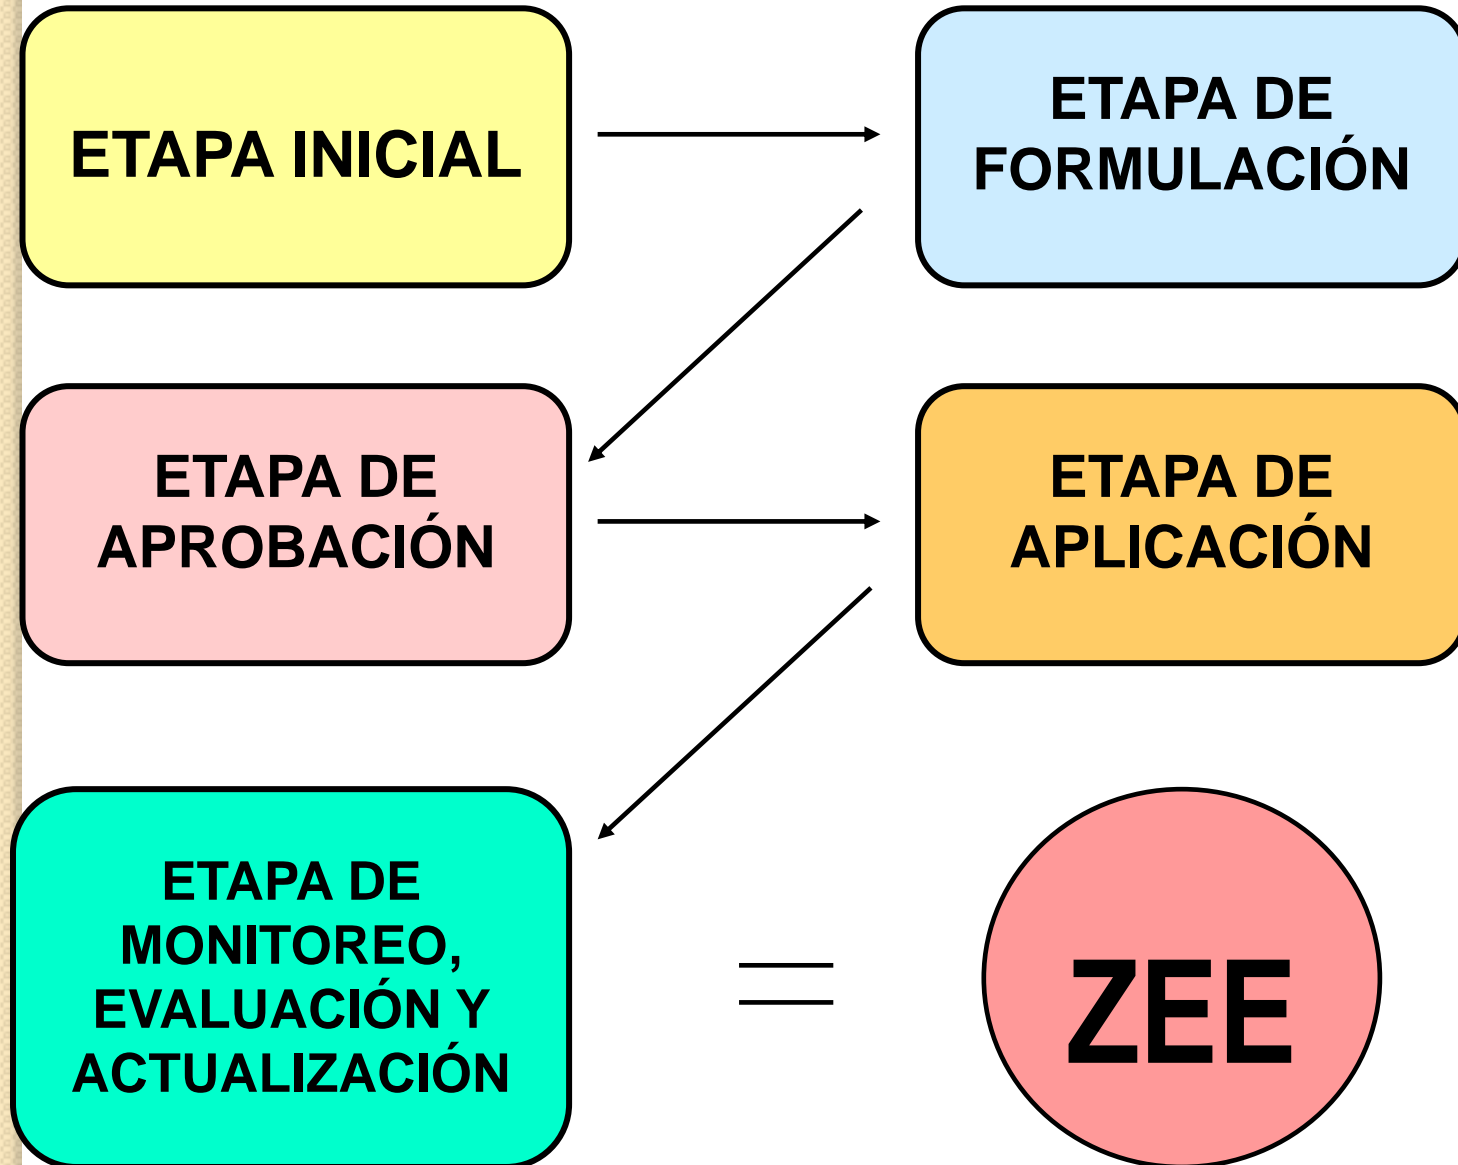 ETAPA INICIAL
ETAPA DE
FORMULACIÓN
ETAPA DE
APROBACIÓN
ETAPA DE
APLICACIÓN
ETAPA DE
MONITOREO,
EVALUACIÓN Y
ACTUALIZACIÓN
=
ZEE